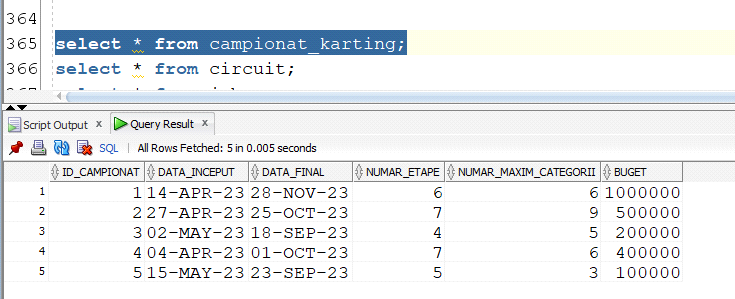 364
365 select * from campionat_karting;
366 select * from circuit;
Script Output x Query Result x
SQL | All Rows Fetched: 5 in 0.005 seconds
ID_CAMPIONAT DATA_INCEPUT DATA_FINAL NUMAR_ETAPE NUMAR_MAXIM_CATEGORII BUGET
1 1 14-APR-23 28-NOV-23 6 6 1000000
2 2 27-APR-23 25-OCT-23 7 9 500000
3 3 02-MAY-23 18-SEP-23 4 5 200000
4 4 04-APR-23 01-OCT-23 7 6 400000
5 5 15-MAY-23 23-SEP-23 5 3 100000